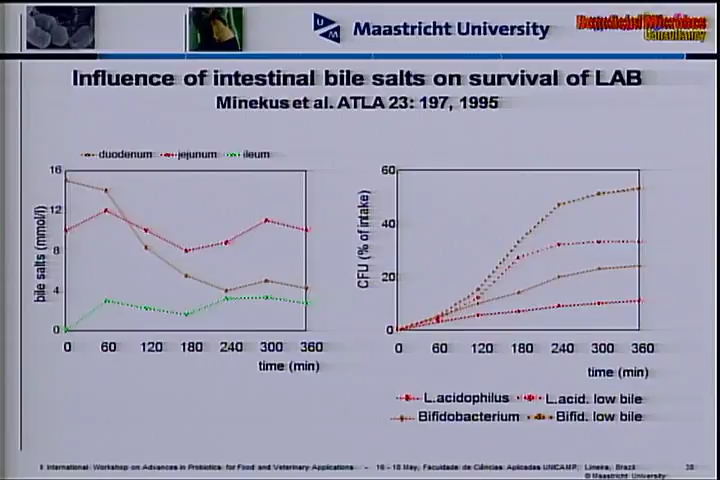 UM Maastricht University
Biomedical Microbes
Consultancy
Influence of intestinal bile salts on survival of LAB
Minekus et al. ATLA 23: 197, 1995
duodenum jejunum ileum
bile salts (mmol/l)
16
12
8
4
0
0 60 120 180 240 300 360
time (min)
CFU (% of intake)
60
40
20
0
0 60 120 180 240 300 360
time (min)
L.acidophilus L.acid. low bile
Bifidobacterium Bifid. low bile
International Workshop on Advances in Probiotics for Food and Veterinary Applications – 16 - 18 May, Faculdade de Ciências Aplicadas UNICAMP, Limeira, Brazil
© Maastricht University